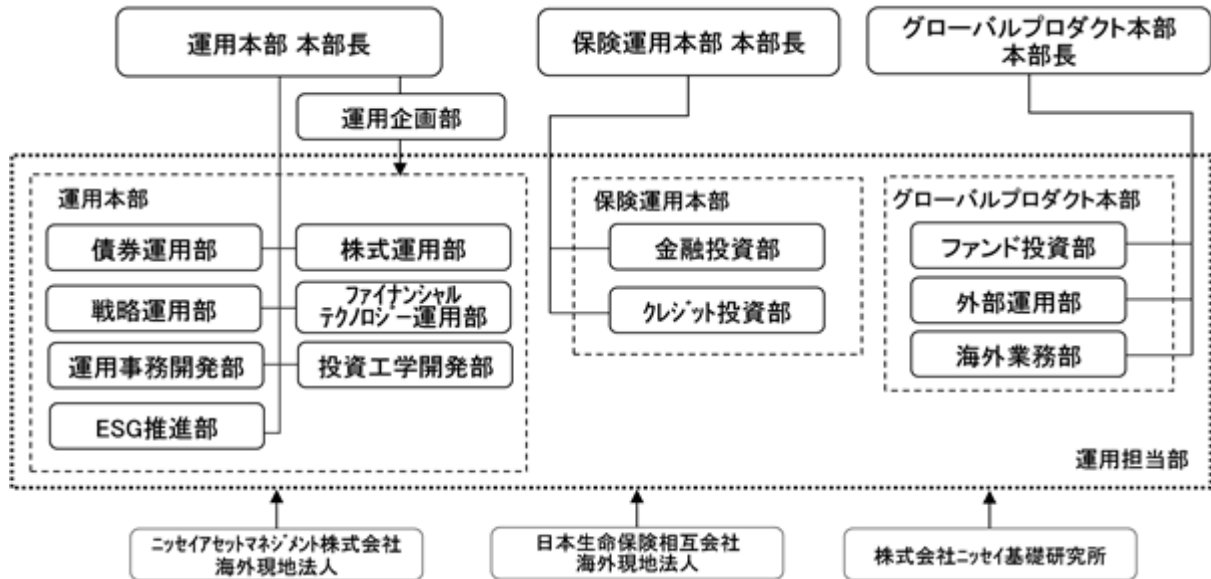 運用本部 本部長
保険運用本部 本部長
グローバルプロダクト本部
本部長
運用企画部
運用本部
債券運用部
株式運用部
戦略運用部
ファイナンシャル
テクノロジー運用部
運用事務開発部
投資工学開発部
ESG推進部
保険運用本部
金融投資部
クレジット投資部
グローバルプロダクト本部
ファンド投資部
外部運用部
海外業務部
運用担当部
ニッセイアセットマネジメント株式会社
海外現地法人
日本生命保険相互会社
海外現地法人
株式会社ニッセイ基礎研究所